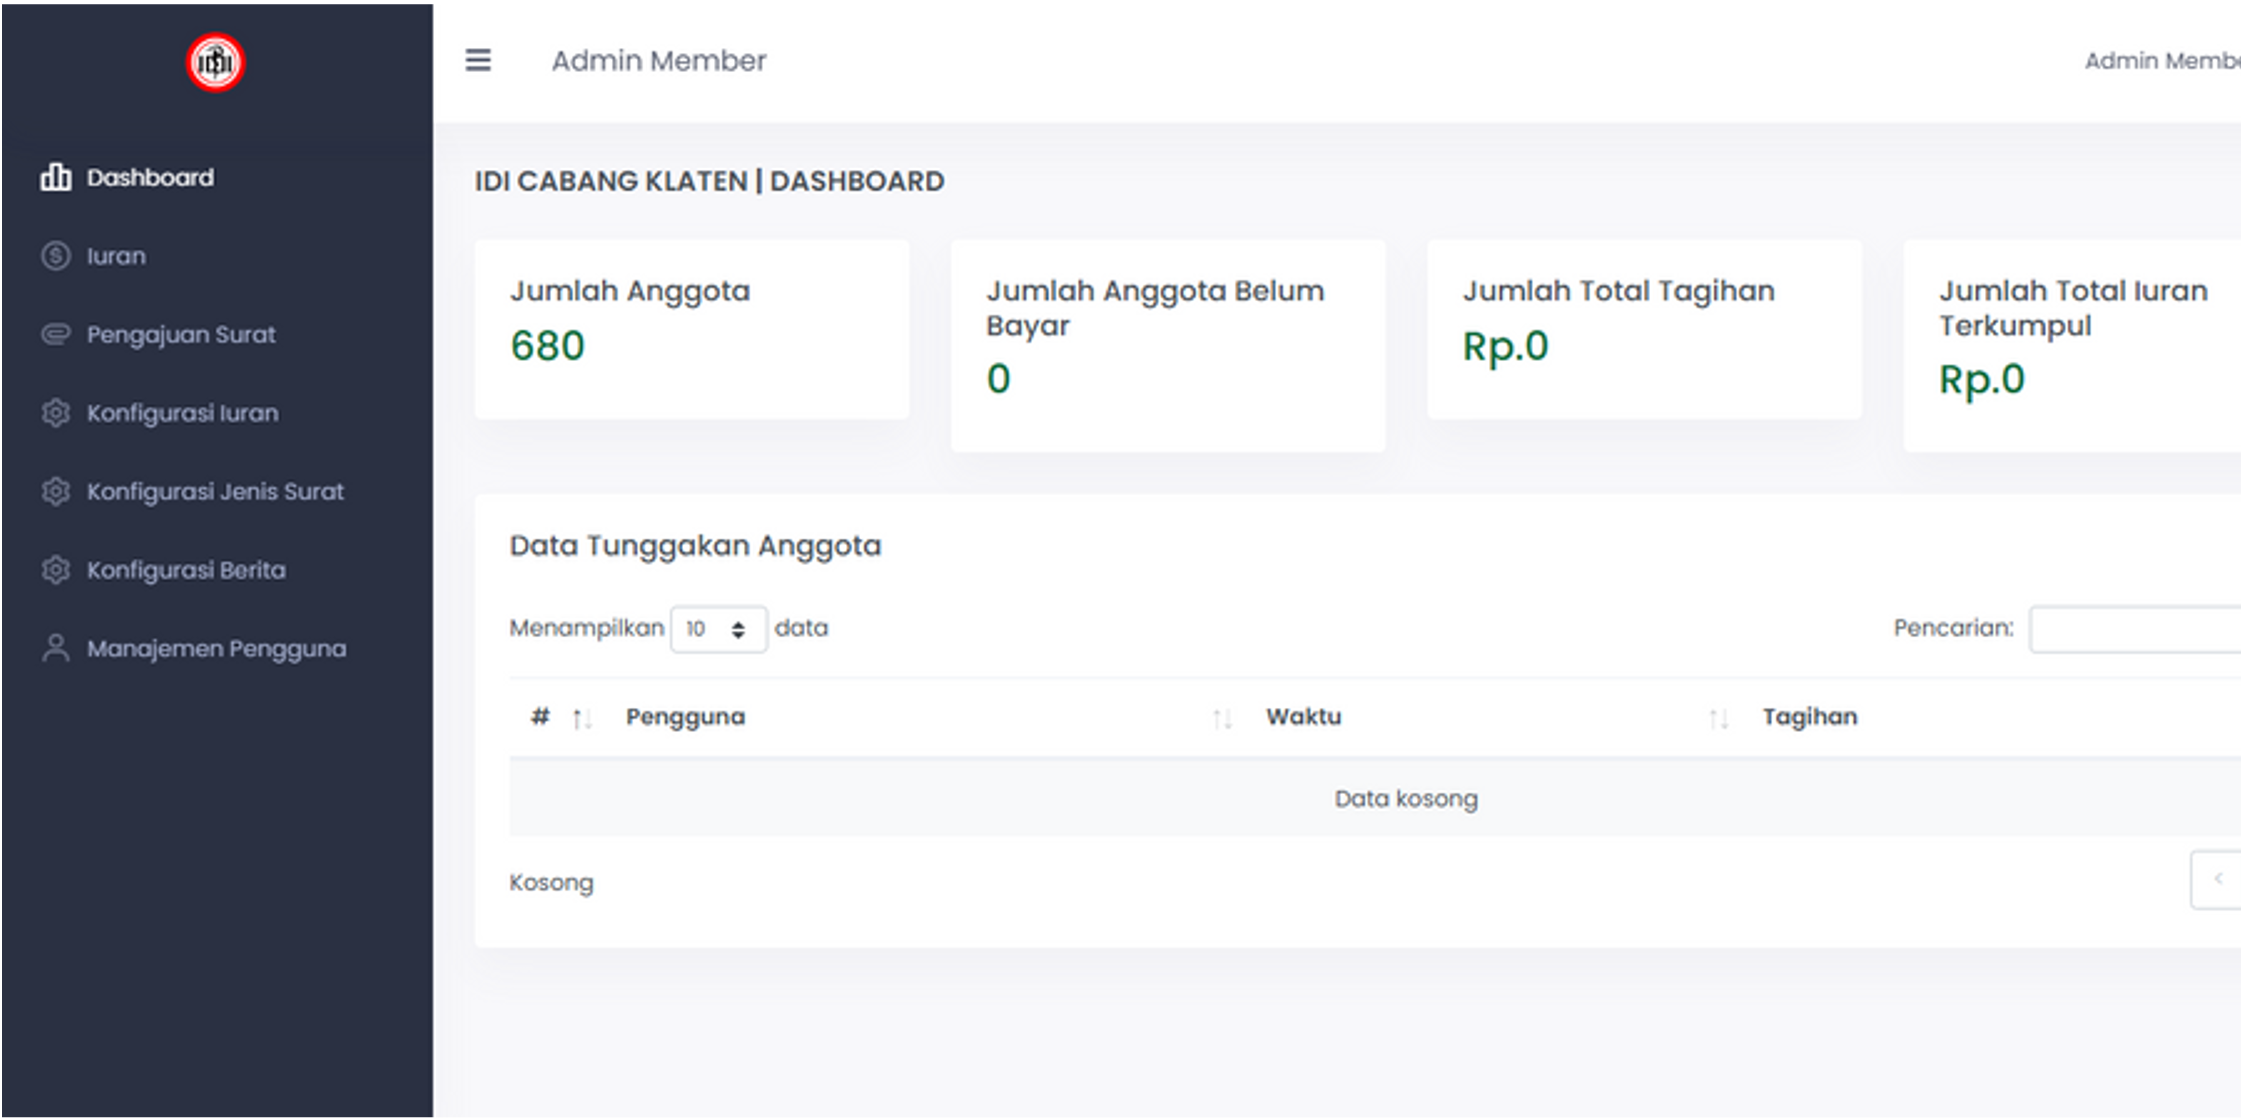 IDI
Admin Member
Admin Membe
Dashboard
Iuran
Pengajuan Surat
Konfigurasi Iuran
Konfigurasi Jenis Surat
Konfigurasi Berita
Manajemen Pengguna
IDI CABANG KLATEN | DASHBOARD
Jumlah Anggota
680
Jumlah Anggota Belum
Bayar
0
Jumlah Total Tagihan
Rp.0
Jumlah Total Iuran
Terkumpul
Rp.0
Data Tunggakan Anggota
Menampilkan 10 data
Pencarian:
# Pengguna Waktu Tagihan
Data kosong
Kosong
<